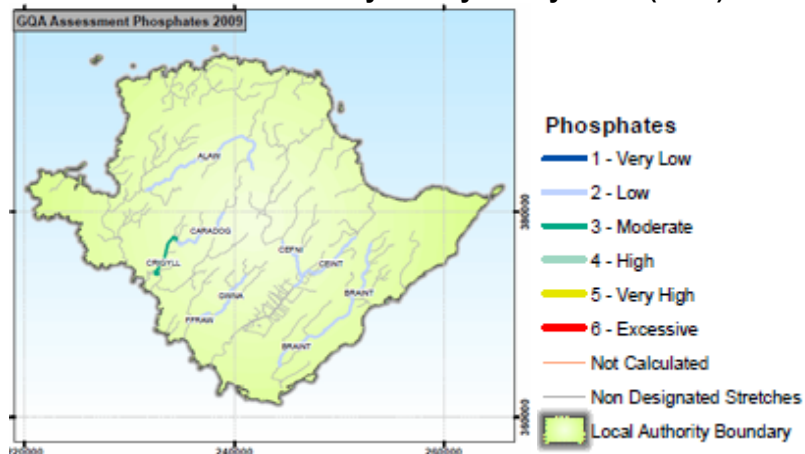 GQA Assessment Phosphates 2009
ALAW
CARADOG
CRIGYLL
CEFNI
CEINT
GWNA
BRAINT
FFRAW
BRAINT
380000
360000
220000
240000
260000
Phosphates
1 - Very Low
2 - Low
3 - Moderate
4 - High
5 - Very High
6 - Excessive
Not Calculated
Non Designated Stretches
Local Authority Boundary